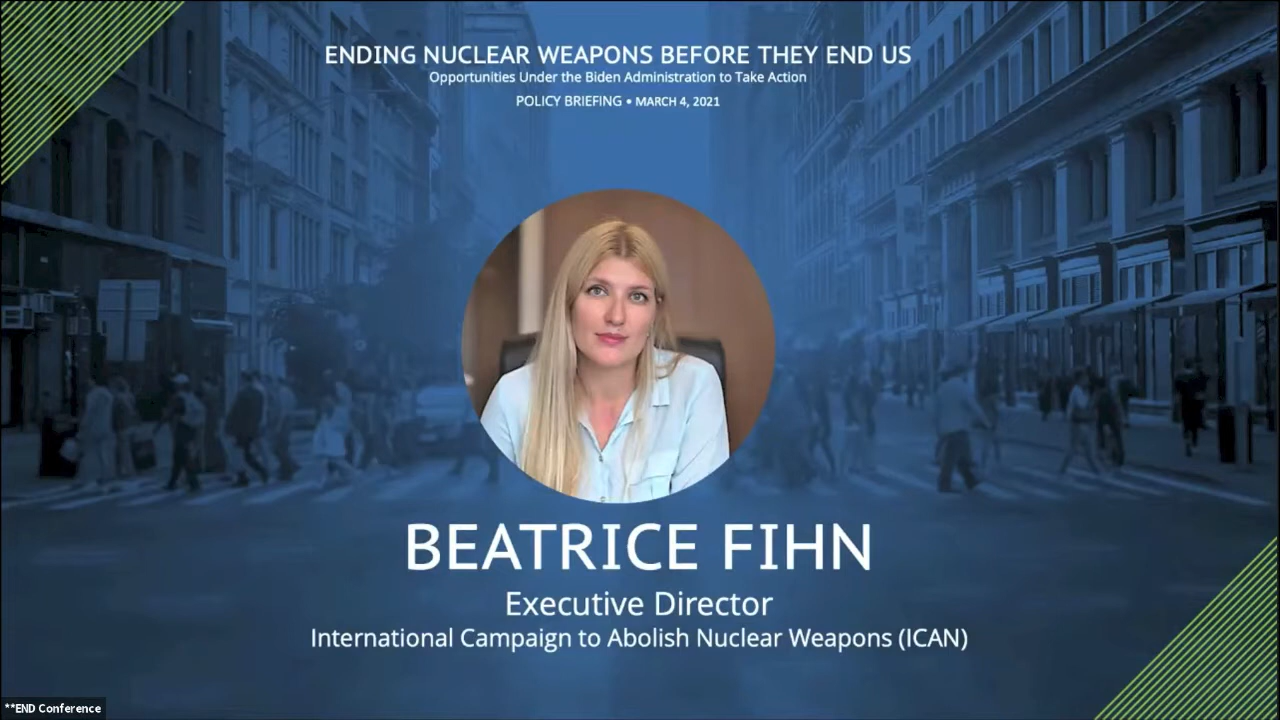 ENDING NUCLEAR WEAPONS BEFORE THEY END US
Opportunities Under the Biden Administration to Take Action
POLICY BRIEFING • MARCH 4, 2021
BEATRICE FIHN
Executive Director
International Campaign to Abolish Nuclear Weapons (ICAN)
**END Conference